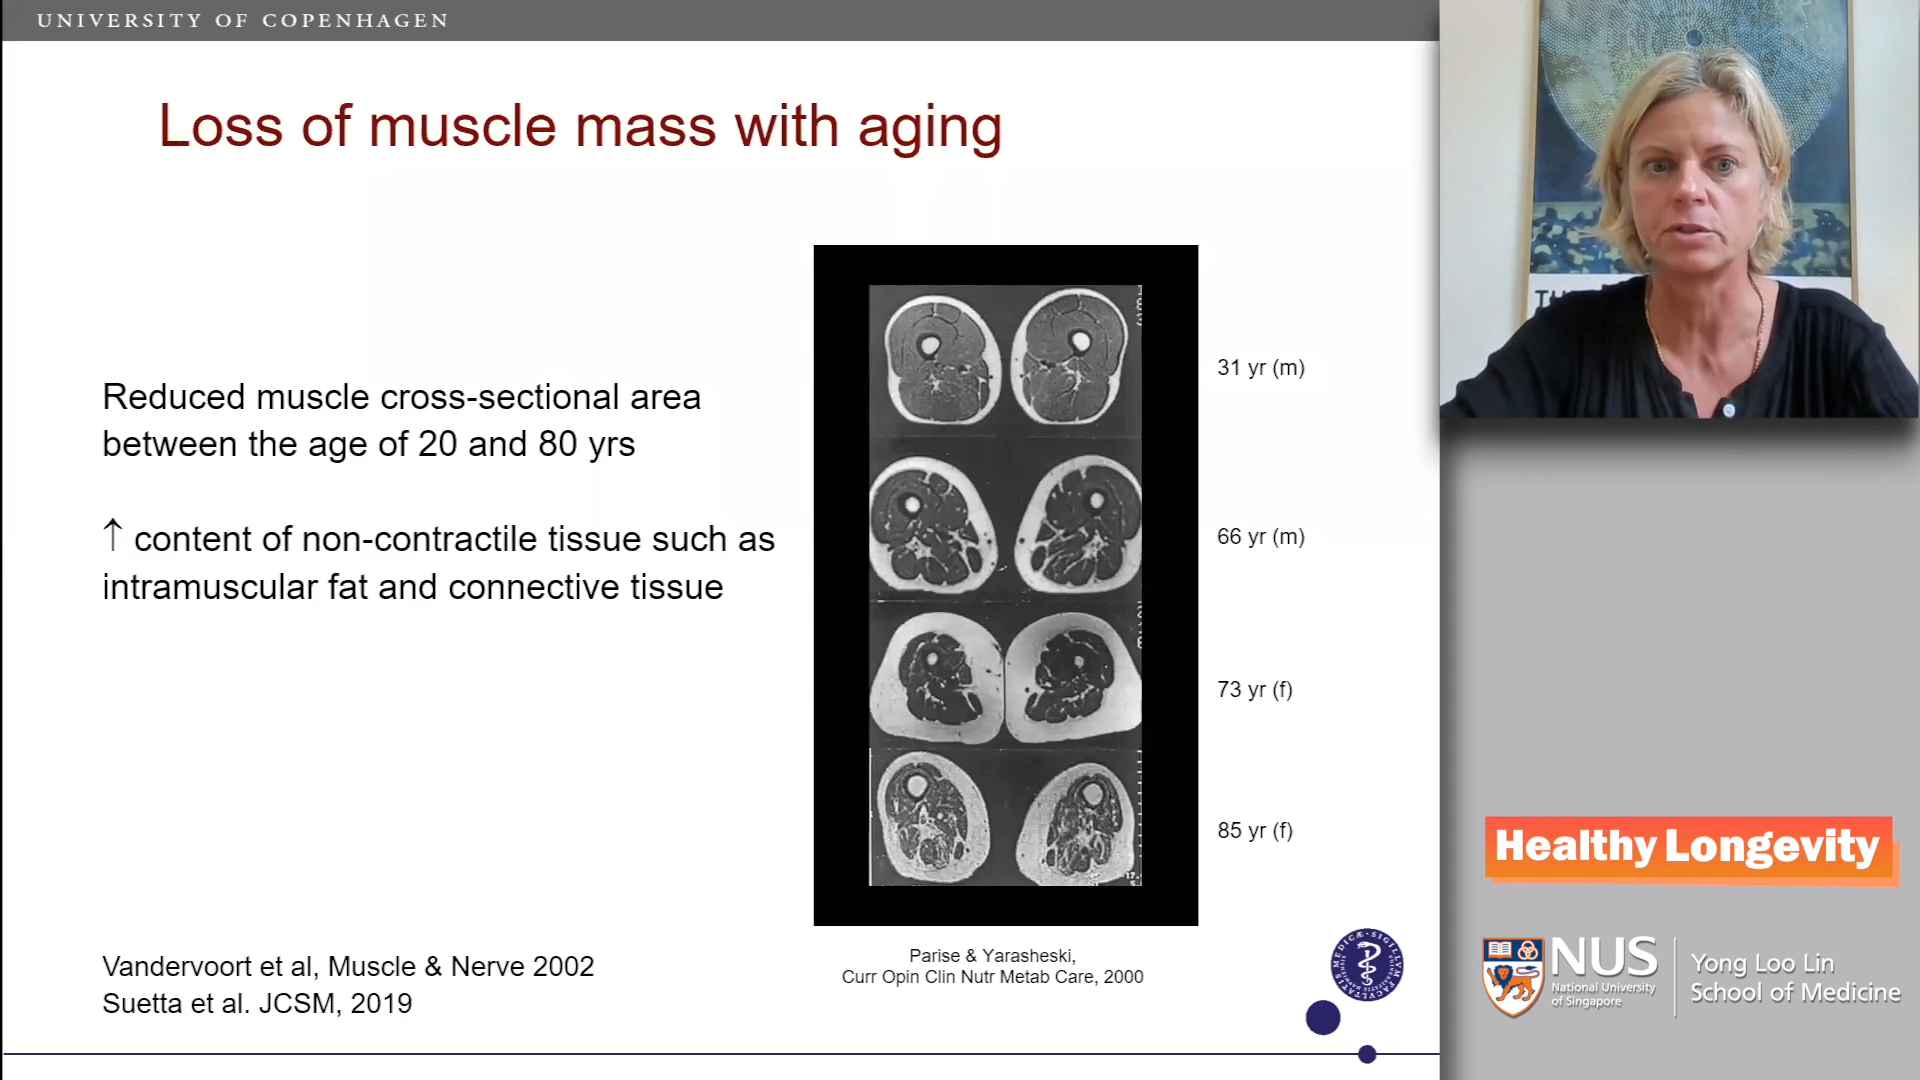 UNIVERSITY OF COPENHAGEN
Loss of muscle mass with aging
Reduced muscle cross-sectional area
between the age of 20 and 80 yrs
↑ content of non-contractile tissue such as
intramuscular fat and connective tissue
31 yr (m)
66 yr (m)
73 yr (f)
85 yr (f)
Parise & Yarasheski,
Curr Opin Clin Nutr Metab Care, 2000
Vandervoort et al, Muscle & Nerve 2002
Suetta et al. JCSM, 2019
Healthy Longevity
NUS
National University
of Singapore
Yong Loo Lin
School of Medicine